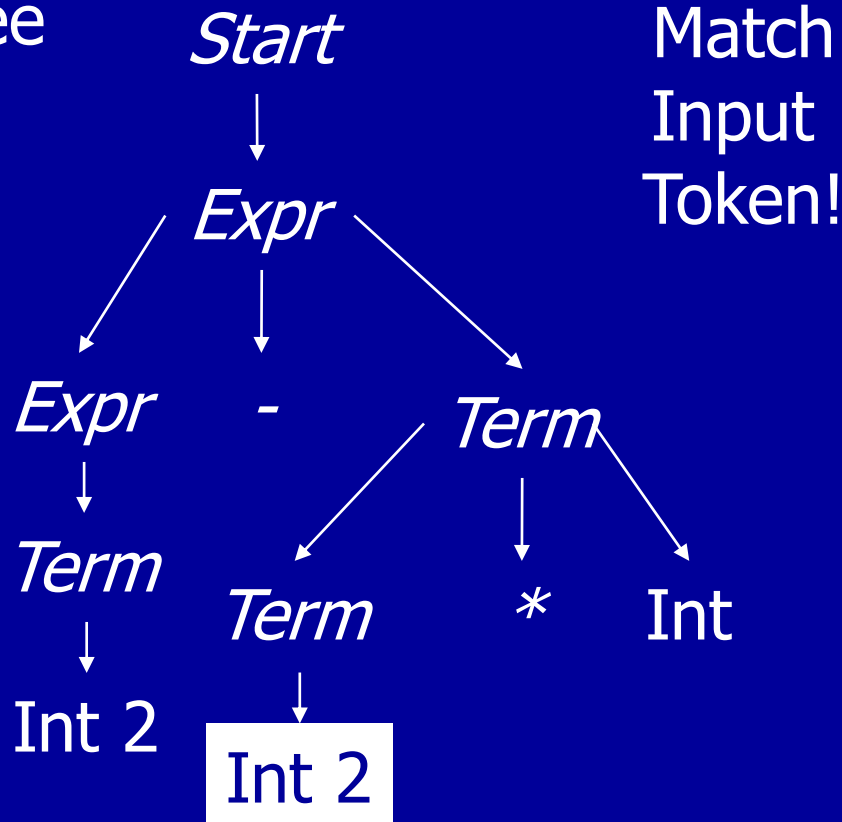 ee
Start
Match
Input
Token!
Expr
Expr - Term
Term
Term * Int
Int 2
Int 2